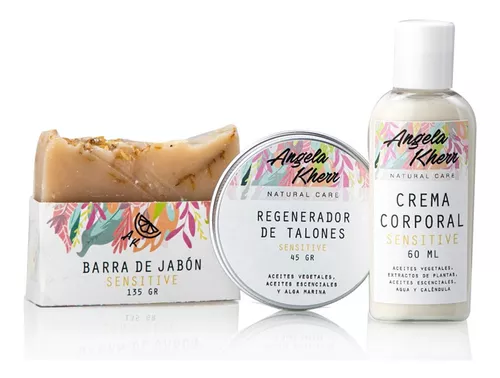 AK
BARRA DE JABÓN
SENSITIVE
135 GR
Angela
Kherr
NATURAL CARE
REGENERADOR
DE TALONES
SENSITIVE
45 GR
ACEITES VEGETALES,
ACEITES ESCENCIALES
Y ALGA MARINA
Angela
Kherr
NATURAL CARE
CREMA
CORPORAL
SENSITIVE
60 ML
ACEITES VEGETALES,
EXTRACTOS DE PLANTAS,
ACEITES ESCENCIALES,
AGUA Y CALÉNDULA